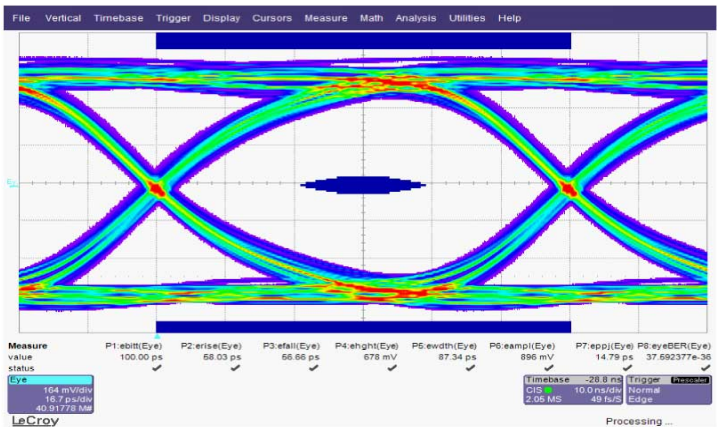 File Vertical Timebase Trigger Display Cursors Measure Math Analysis Utilities Help
Measure P1:ebitt(Eye) P2:erise(Eye) P3:efall(Eye) P4:ehght(Eye) P5:ewdth(Eye) P6:eampl(Eye) P7:eppj(Eye) P8:eyeBER(Eye)
value 100.00 ps 58.03 ps 56.66 ps 678 mV 87.34 ps 896 mV 14.79 ps 37.592377e-36
status
Eye
164 mV/div
16.7 ps/div
40.91778 M#
Timebase -28.8 ns
CIS 10.0 ns/div
2.05 MS 49 fs/S
Trigger Prescaler
Normal
Edge
LeCroy
Processing ...